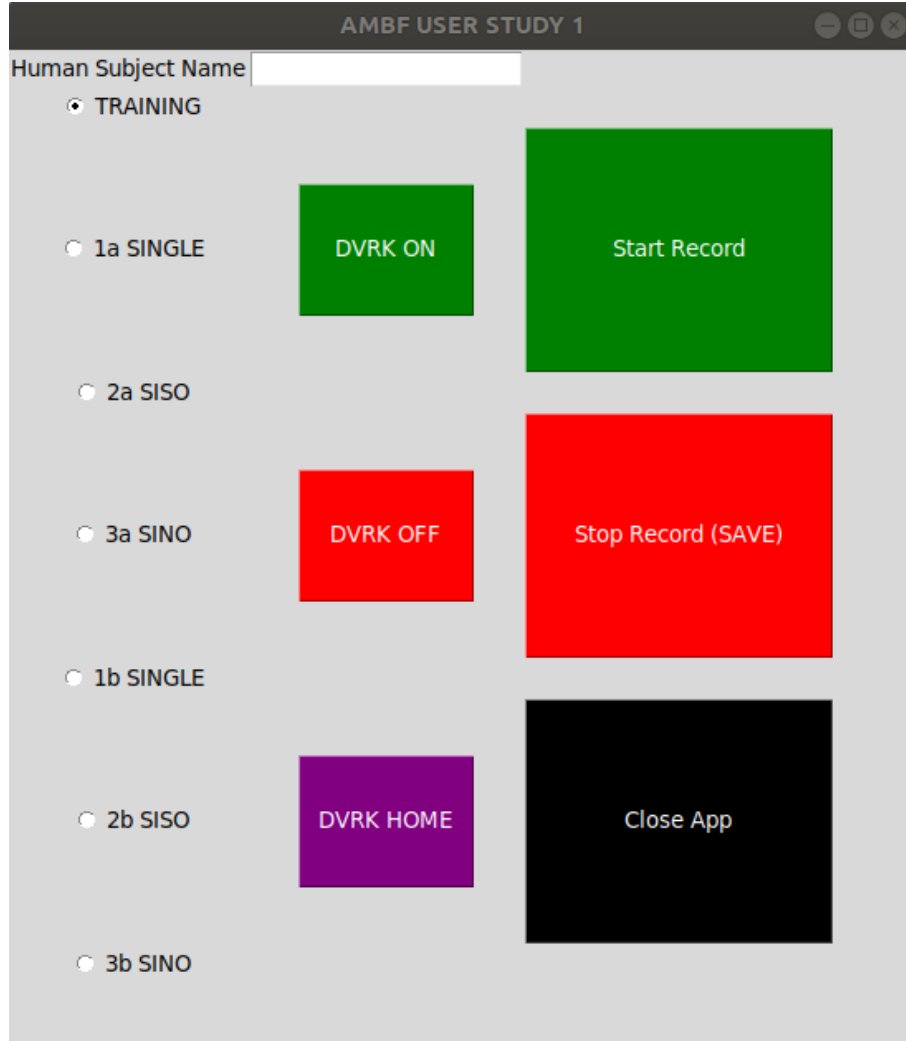 AMBF USER STUDY 1
Human Subject Name
TRAINING
1a SINGLE
DVRK ON
Start Record
2a SISO
3a SINO
DVRK OFF
Stop Record (SAVE)
1b SINGLE
2b SISO
DVRK HOME
Close App
3b SINO